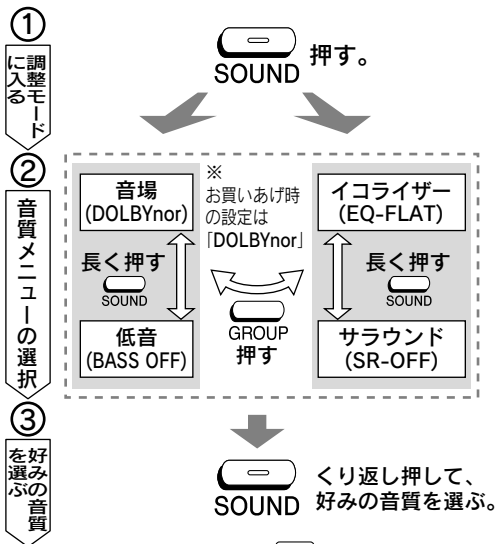 ①
調整モード
に入る
SOUND
押す。
②
音質メニューの選択
音場
(DOLBYnor)
長く押す
SOUND
低音
(BASS OFF)
※
お買いあげ時
の設定は
「DOLBYnor」
GROUP
押す
イコライザー
(EQ-FLAT)
長く押す
SOUND
サラウンド
(SR-OFF)
③
好みの音質
を選ぶ
SOUND
くり返し押して、
好みの音質を選ぶ。